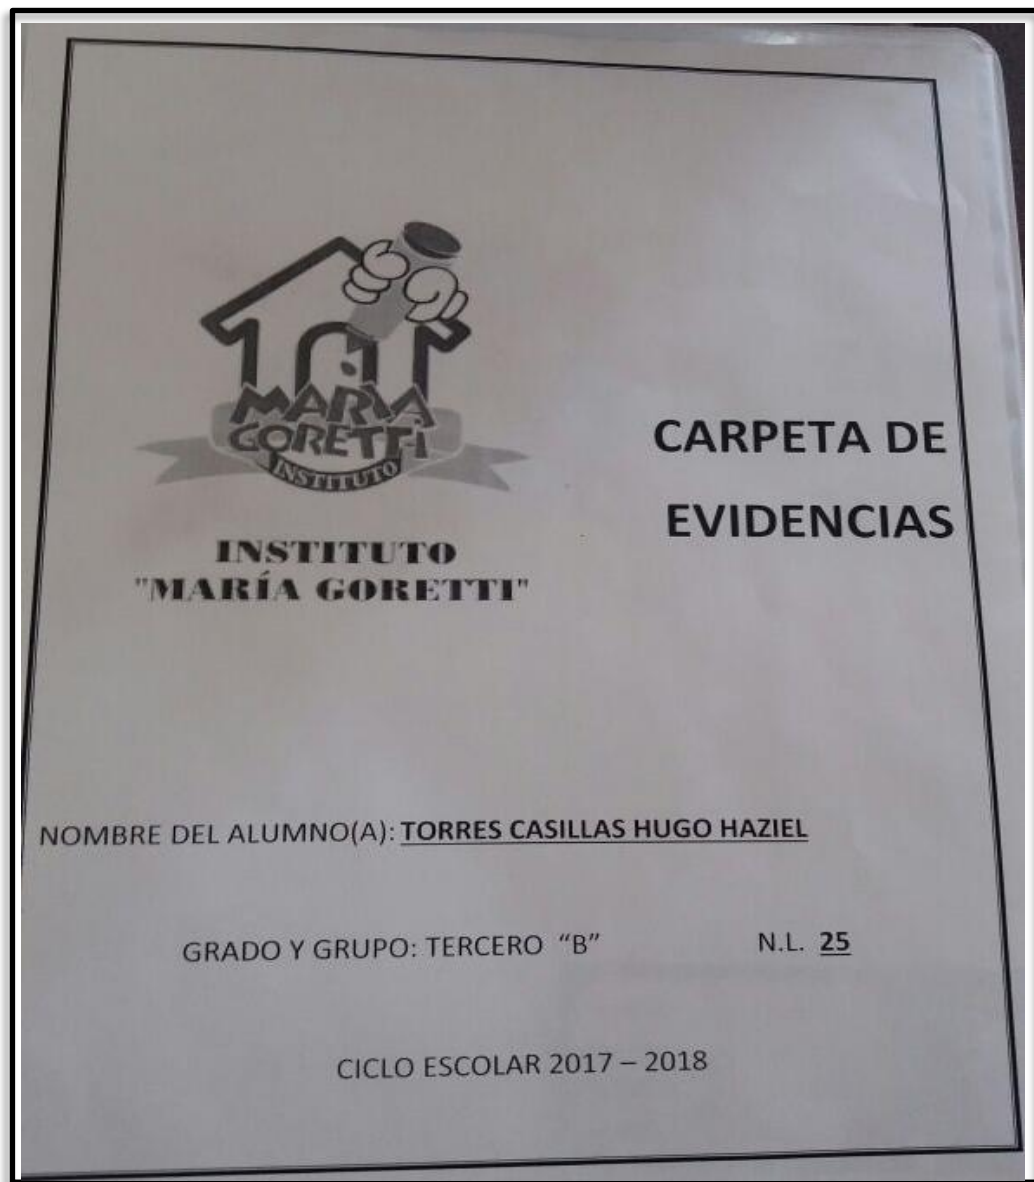 MARÍA
GORETTI
INSTITUTO
INSTITUTO
"MARÍA GORETTI"
CARPETA DE
EVIDENCIAS
NOMBRE DEL ALUMNO(A): TORRES CASILLAS HUGO HAZIEL
GRADO Y GRUPO: TERCERO “B” N.L. 25
CICLO ESCOLAR 2017 – 2018